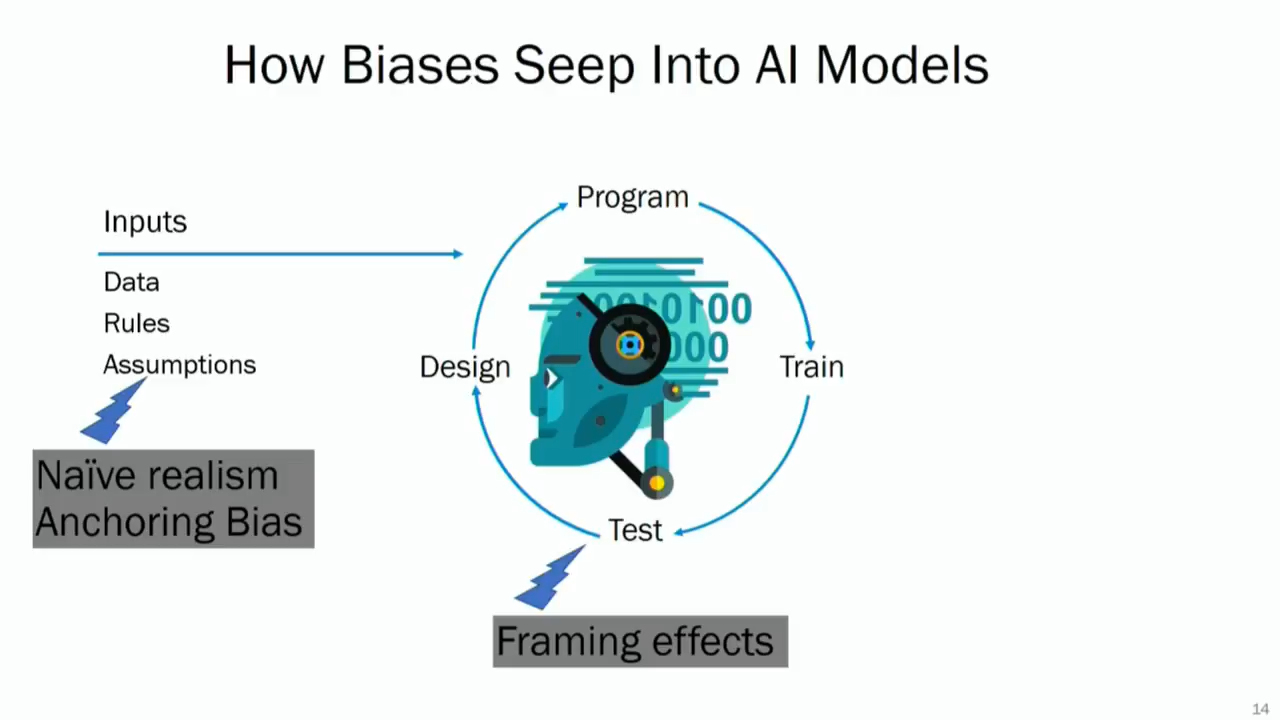 How Biases Seep Into AI Models
Inputs
Data
Rules
Assumptions
Naïve realism
Anchoring Bias
Program
Design
Train
Test
Framing effects
14